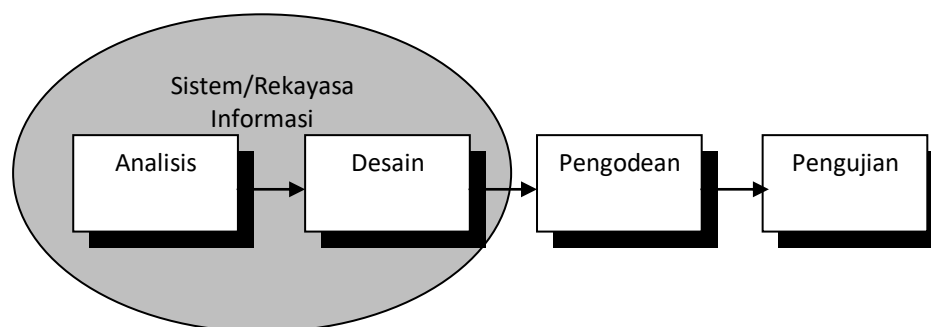 Sistem/Rekayasa
Informasi
Analisis
Desain
Pengodean
Pengujian